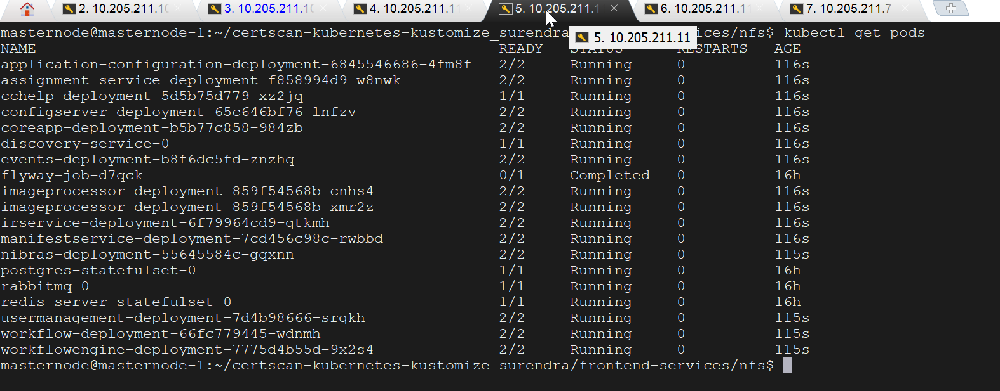 2. 10.205.211.10
3. 10.205.211.10
4. 10.205.211.11
5. 10.205.211.1
6. 10.205.211.11
7. 10.205.211.7
masternode@masternode-1:~/certscan-kubernetes-kustomize_surendra/ ces/nfs$ kubectl get pods
5. 10.205.211.11
NAME READY STATUS RESTARTS AGE
application-configuration-deployment-6845546686-4fm8f 2/2 Running 0 116s
assignment-service-deployment-f858994d9-w8nwk 2/2 Running 0 116s
cchelp-deployment-5d5b75d779-xz2jq 1/1 Running 0 116s
configserver-deployment-65c646bf76-lnfzv 2/2 Running 0 116s
coreapp-deployment-b5b77c858-984zb 2/2 Running 0 116s
discovery-service-0 1/1 Running 0 116s
events-deployment-b8f6dc5fd-znzhq 2/2 Running 0 116s
flyway-job-d7qck 0/1 Completed 0 16h
imageprocessor-deployment-859f54568b-cnhs4 2/2 Running 0 116s
imageprocessor-deployment-859f54568b-xmr2z 2/2 Running 0 116s
irservice-deployment-6f79964cd9-qtkmh 2/2 Running 0 116s
manifestservice-deployment-7cd456c98c-rwbbd 2/2 Running 0 116s
nibras-deployment-55645584c-gqxnn 2/2 Running 0 115s
postgres-statefulset-0 1/1 Running 0 16h
rabbitmq-0 1/1 Running 0 16h
redis-server-statefulset-0 1/1 Running 0 16h
usermanagement-deployment-7d4b98666-srqkh 2/2 Running 0 115s
workflow-deployment-66fc779445-wdnmh 2/2 Running 0 115s
workflowengine-deployment-7775d4b55d-9x2s4 2/2 Running 0 115s
masternode@masternode-1:~/certscan-kubernetes-kustomize_surendra/frontend-services/nfs$